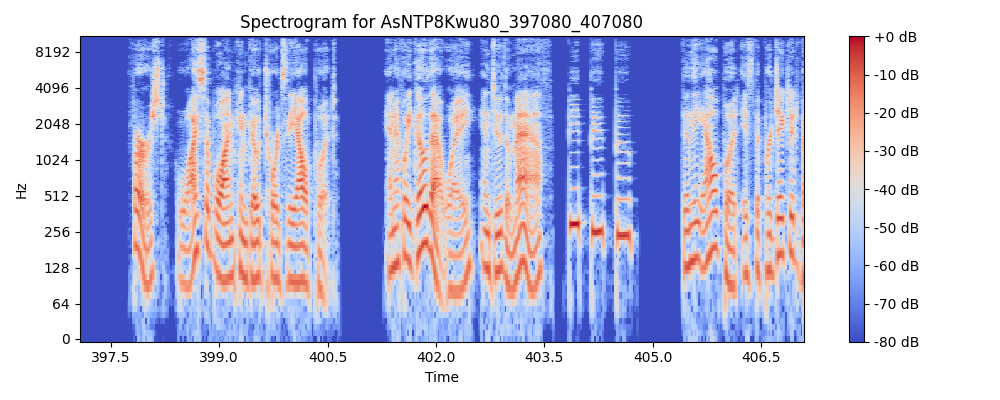 Spectrogram for AsNTP8Kwu80_397080_407080
8192
4096
2048
1024
512
256
128
64
0
Hz
397.5
399.0
400.5
402.0
403.5
405.0
406.5
Time
+0 dB
-10 dB
-20 dB
-30 dB
-40 dB
-50 dB
-60 dB
-70 dB
-80 dB